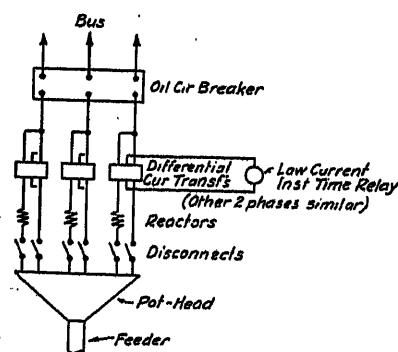 Bus
Oil Cir Breaker
Differential
Cur Transfs
Low Current
Inst Time Relay
(Other 2 phases similar)
Reactors
Disconnects
Pot-Head
Feeder